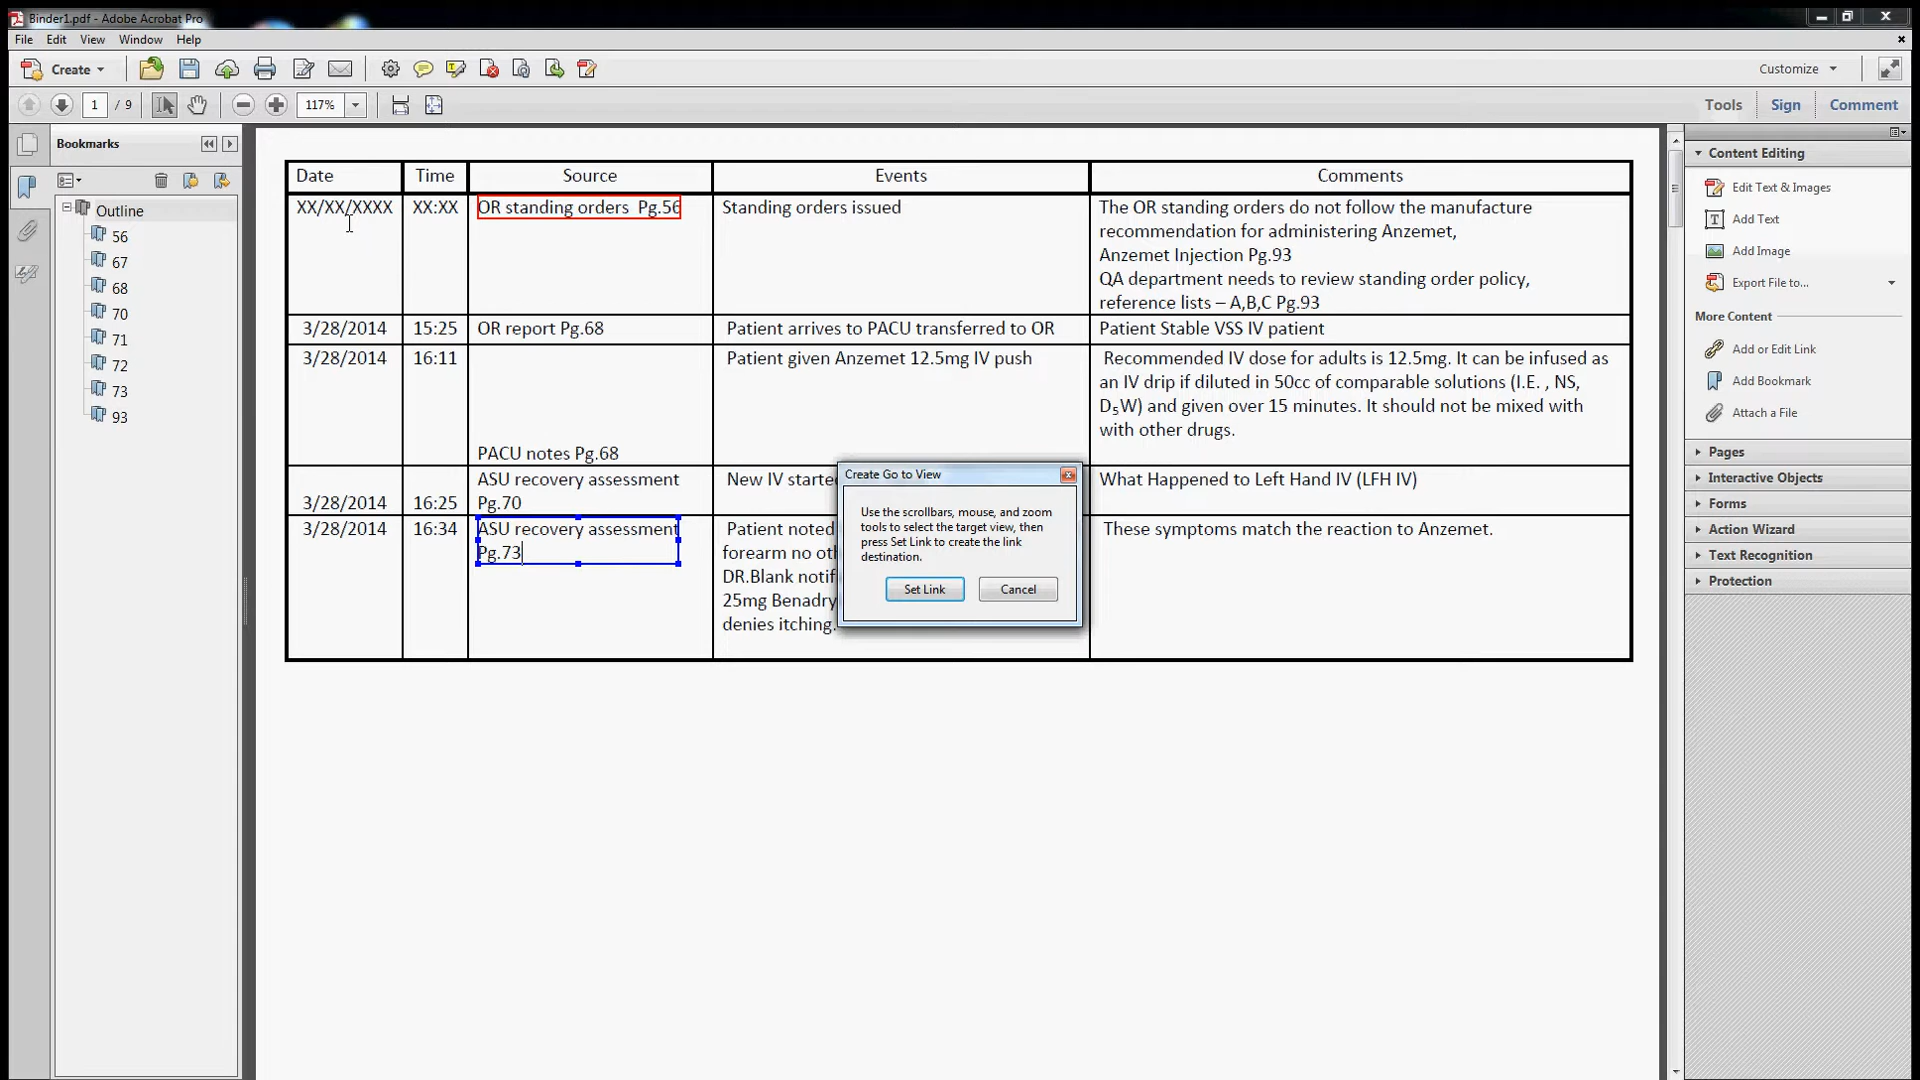 Binder1.pdf - Adobe Acrobat Pro
File Edit View Window Help
Create
Customize
1 / 9 117% Tools Sign Comment
Bookmarks
Outline
56
67
68
70
71
72
73
93
Date Time Source Events Comments
XX/XX/XXXX XX:XX OR standing orders Pg.56 Standing orders issued The OR standing orders do not follow the manufacture
recommendation for administering Anzemet,
Anzemet Injection Pg.93
QA department needs to review standing order policy,
reference lists – A,B,C Pg.93
3/28/2014 15:25 OR report Pg.68 Patient arrives to PACU transferred to OR Patient Stable VSS IV patient
3/28/2014 16:11 Patient given Anzemet 12.5mg IV push Recommended IV dose for adults is 12.5mg. It can be infused as
an IV drip if diluted in 50cc of comparable solutions (I.E. , NS,
D₅W) and given over 15 minutes. It should not be mixed with
with other drugs.
PACU notes Pg.68
ASU recovery assessment New IV starte What Happened to Left Hand IV (LFH IV)
3/28/2014 16:25 Pg.70
3/28/2014 16:34 ASU recovery assessment Patient noted These symptoms match the reaction to Anzemet.
Pg.73 forearm no oth
DR.Blank notif
25mg Benadry
denies itching.
Create Go to View
Use the scrollbars, mouse, and zoom
tools to select the target view, then
press Set Link to create the link
destination.
Set Link Cancel
Content Editing
Edit Text & Images
Add Text
Add Image
Export File to...
More Content
Add or Edit Link
Add Bookmark
Attach a File
Pages
Interactive Objects
Forms
Action Wizard
Text Recognition
Protection